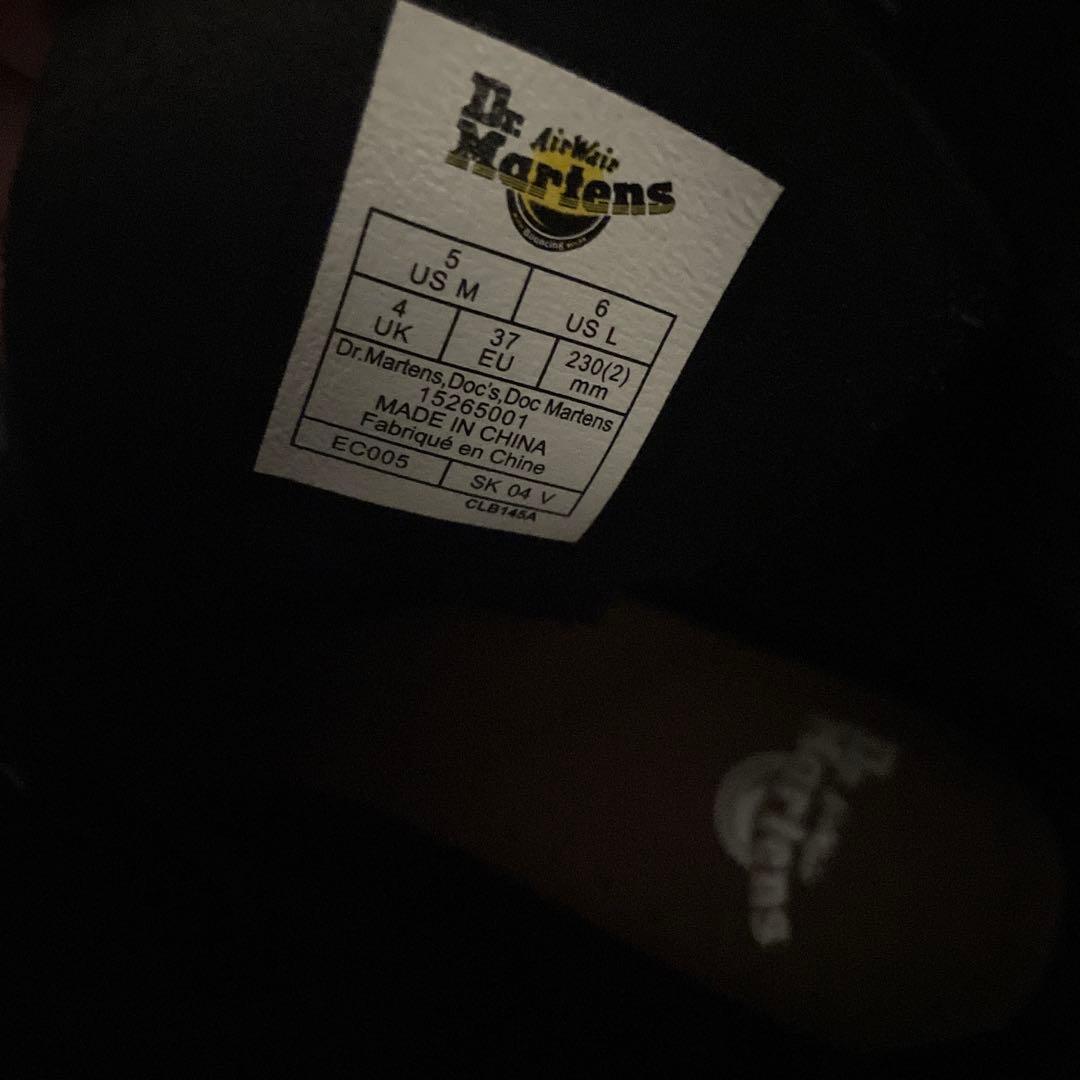 Dr.
AirWair
Martens
5
US M
6
US L
4
UK
37
EU
230(2)
mm
Dr.Martens,Doc's,Doc Martens
15265001
MADE IN CHINA
Fabriqué en Chine
EC005
SK 04 V
CLB145A
Dr.
Martens